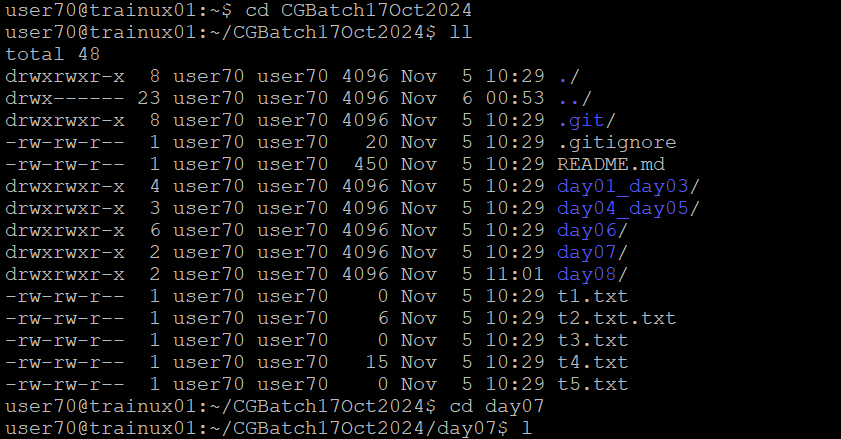 user70@trainux01:~$ cd CGBatch17Oct2024
user70@trainux01:~/CGBatch17Oct2024$ ll
total 48
drwxrwxr-x  8 user70 user70 4096 Nov  5 10:29 ./
drwx------ 23 user70 user70 4096 Nov  6 00:53 ../
drwxrwxr-x  8 user70 user70 4096 Nov  5 10:29 .git/
-rw-rw-r--  1 user70 user70   20 Nov  5 10:29 .gitignore
-rw-rw-r--  1 user70 user70  450 Nov  5 10:29 README.md
drwxrwxr-x  4 user70 user70 4096 Nov  5 10:29 day01_day03/
drwxrwxr-x  3 user70 user70 4096 Nov  5 10:29 day04_day05/
drwxrwxr-x  6 user70 user70 4096 Nov  5 10:29 day06/
drwxrwxr-x  2 user70 user70 4096 Nov  5 10:29 day07/
drwxrwxr-x  2 user70 user70 4096 Nov  5 11:01 day08/
-rw-rw-r--  1 user70 user70    0 Nov  5 10:29 t1.txt
-rw-rw-r--  1 user70 user70    6 Nov  5 10:29 t2.txt.txt
-rw-rw-r--  1 user70 user70    0 Nov  5 10:29 t3.txt
-rw-rw-r--  1 user70 user70   15 Nov  5 10:29 t4.txt
-rw-rw-r--  1 user70 user70    0 Nov  5 10:29 t5.txt
user70@trainux01:~/CGBatch17Oct2024$ cd day07
user70@trainux01:~/CGBatch17Oct2024/day07$ l